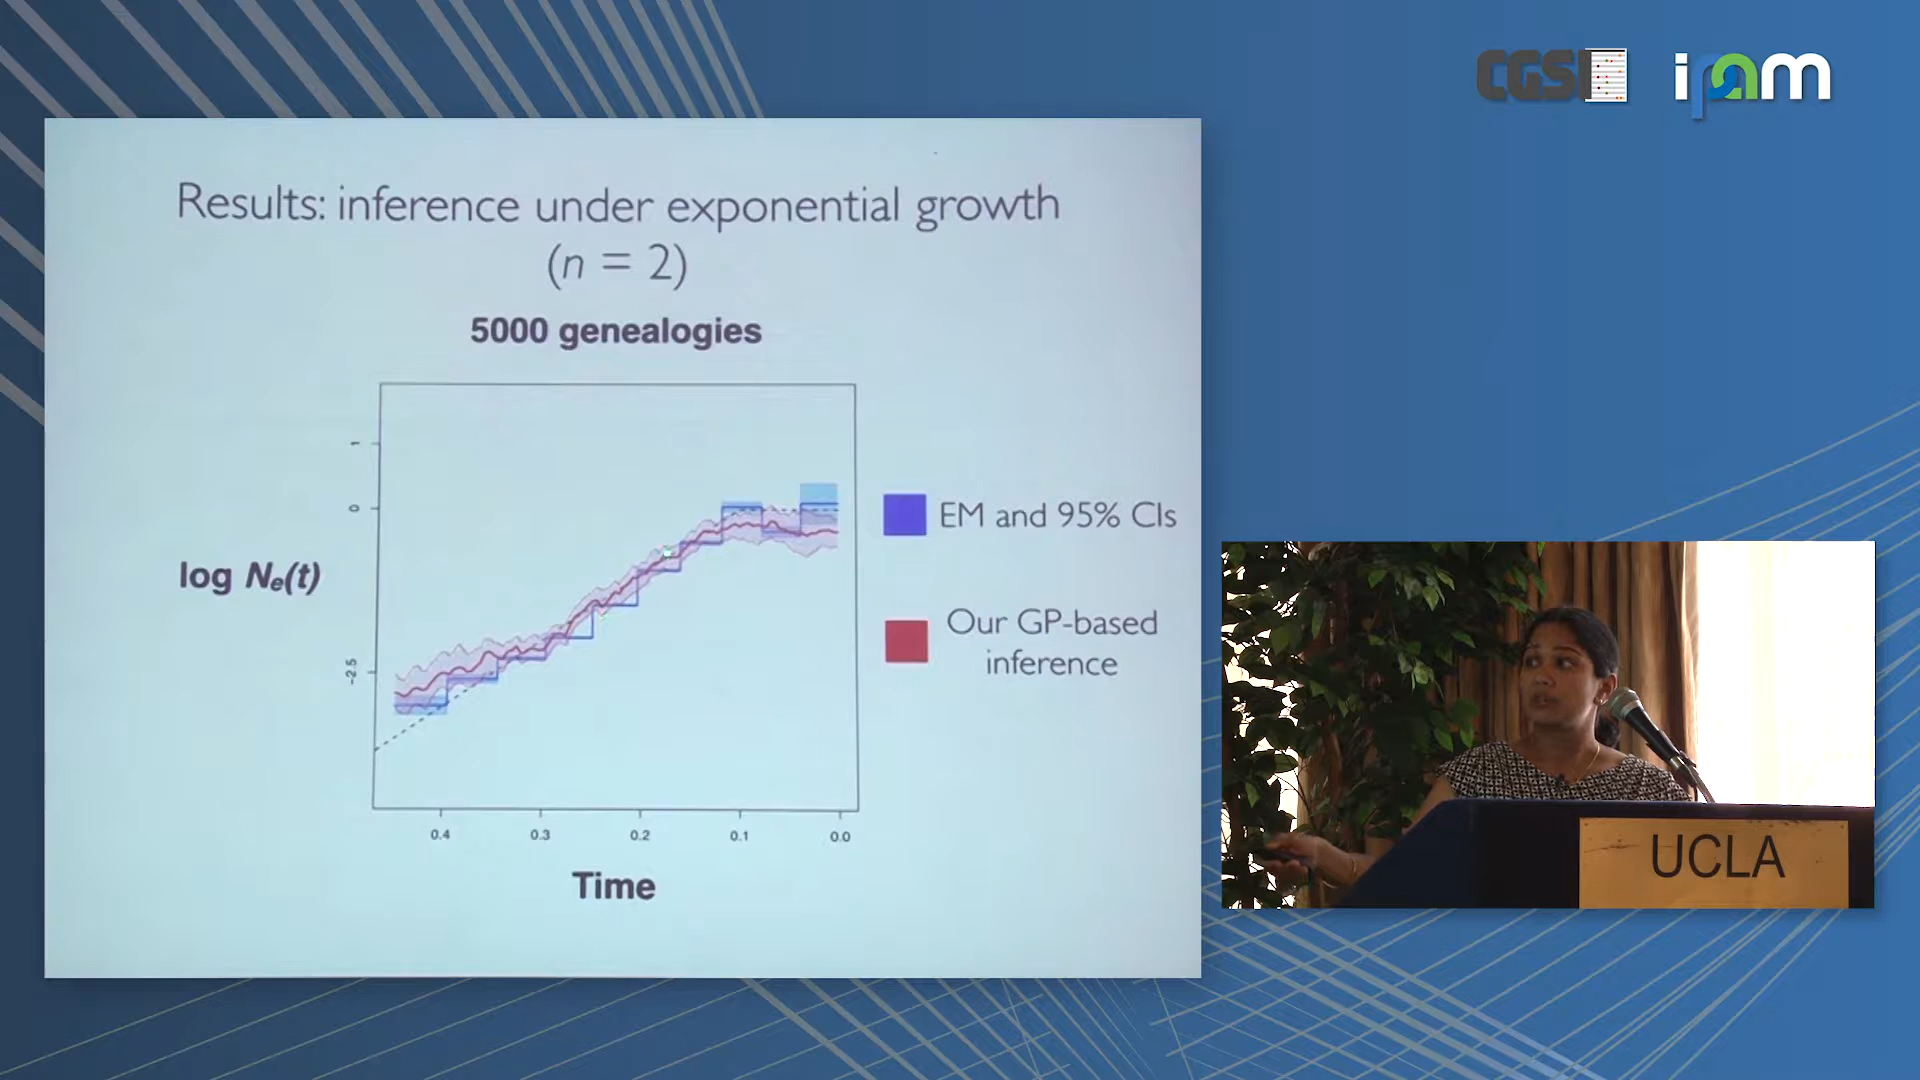 CGSI
ipam
Results: inference under exponential growth
(n = 2)
5000 genealogies
1
0
-2.5
log Nₑ(t)
0.4 0.3 0.2 0.1 0.0
Time
EM and 95% CIs
Our GP-based
inference
UCLA